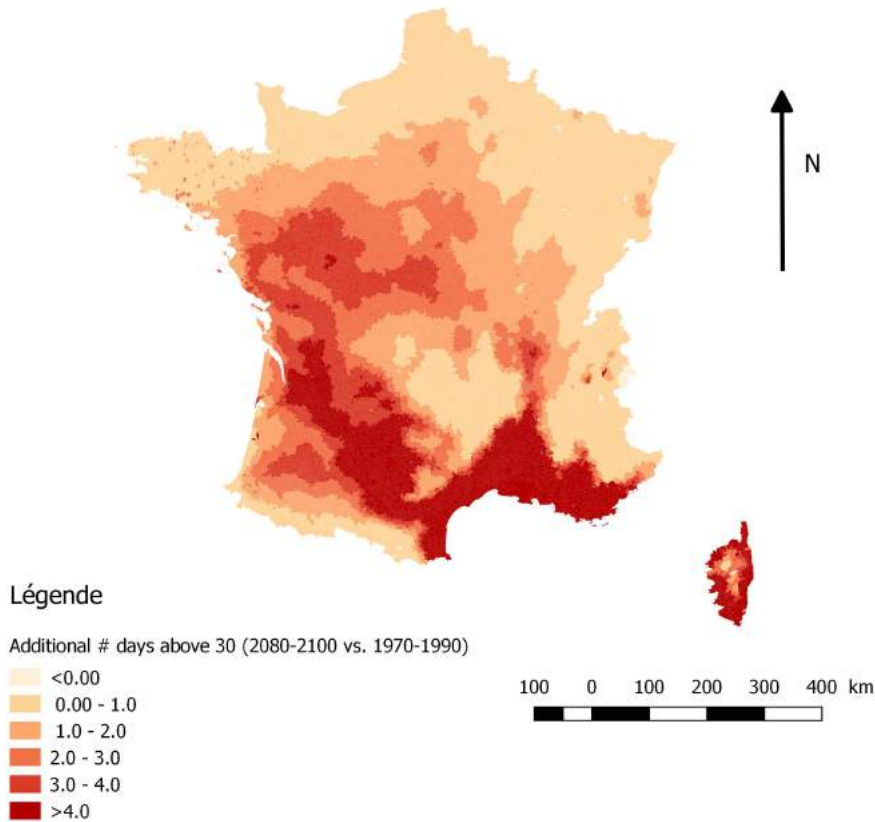 N
Légende
Additional # days above 30 (2080-2100 vs. 1970-1990)
<0.00
0.00 - 1.0
1.0 - 2.0
2.0 - 3.0
3.0 - 4.0
>4.0
100 0 100 200 300 400 km